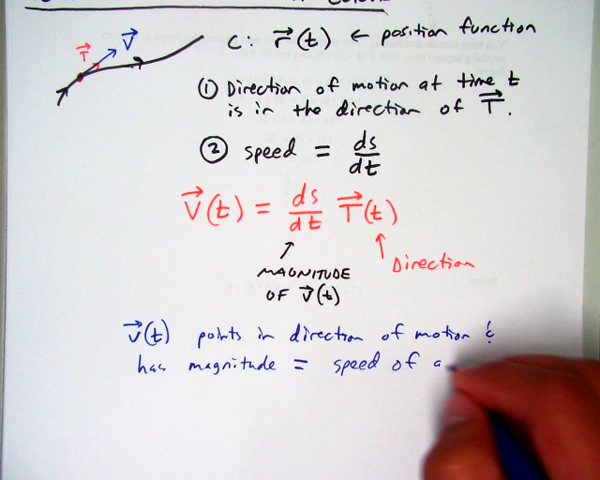 T⃗ V⃗
C: r⃗(t) ← position function
① Direction of motion at time t
is in the direction of T⃗.
② speed = ds/dt
V⃗(t) = ds/dt T⃗(t)
MAGNITUDE
OF V⃗(t)
Direction
v⃗(t) points in direction of motion &
has magnitude = speed of a